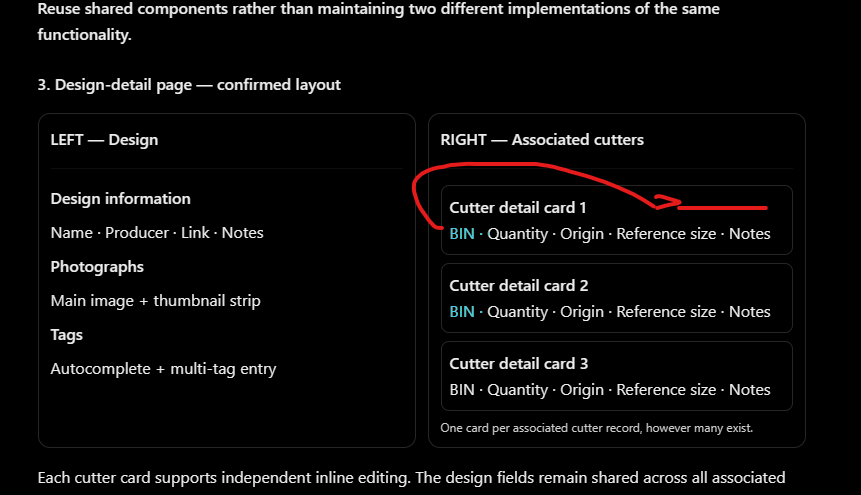 Reuse shared components rather than maintaining two different implementations of the same
functionality.
3. Design-detail page — confirmed layout
LEFT — Design
Design information
Name · Producer · Link · Notes
Photographs
Main image + thumbnail strip
Tags
Autocomplete + multi-tag entry
RIGHT — Associated cutters
Cutter detail card 1
BIN · Quantity · Origin · Reference size · Notes
Cutter detail card 2
BIN · Quantity · Origin · Reference size · Notes
Cutter detail card 3
BIN · Quantity · Origin · Reference size · Notes
One card per associated cutter record, however many exist.
Each cutter card supports independent inline editing. The design fields remain shared across all associated